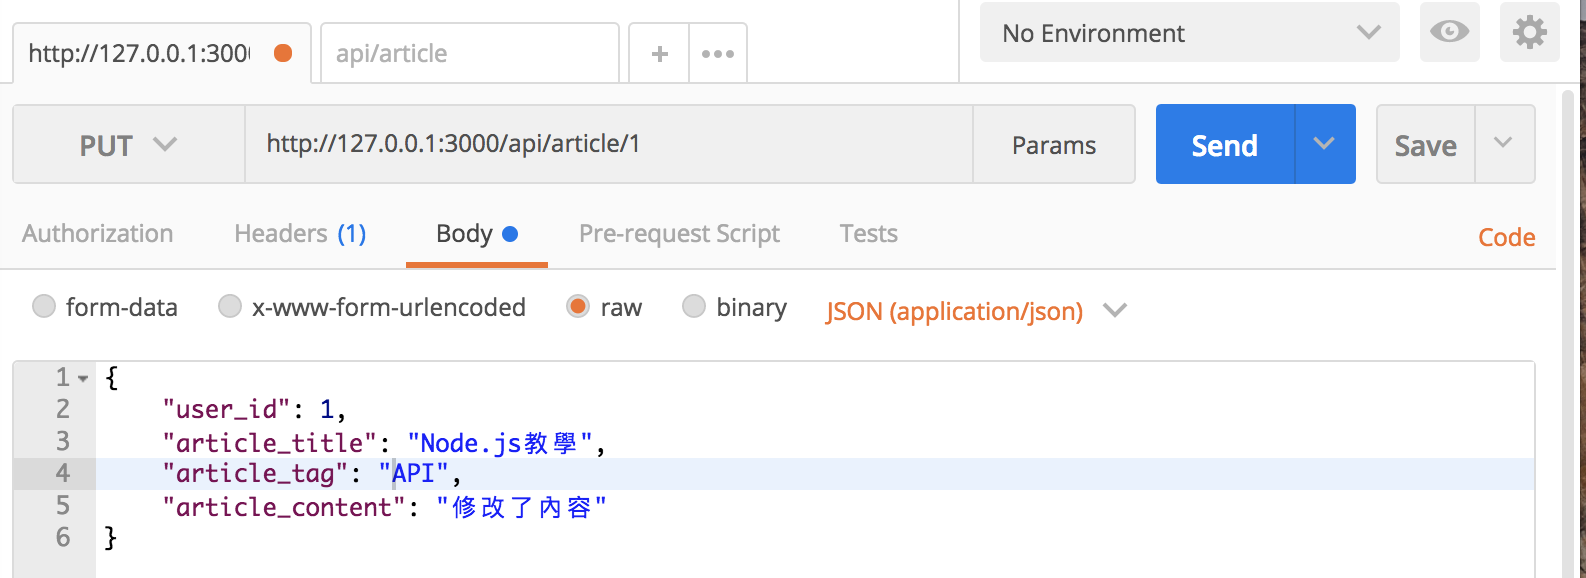 http://127.0.0.1:300 api/article + ••• No Environment
PUT http://127.0.0.1:3000/api/article/1 Params Send Save
Authorization Headers (1) Body Pre-request Script Tests Code
form-data x-www-form-urlencoded raw binary JSON (application/json)
1 {
2 "user_id": 1,
3 "article_title": "Node.js教學",
4 "article_tag": "API",
5 "article_content": "修改了內容"
6 }